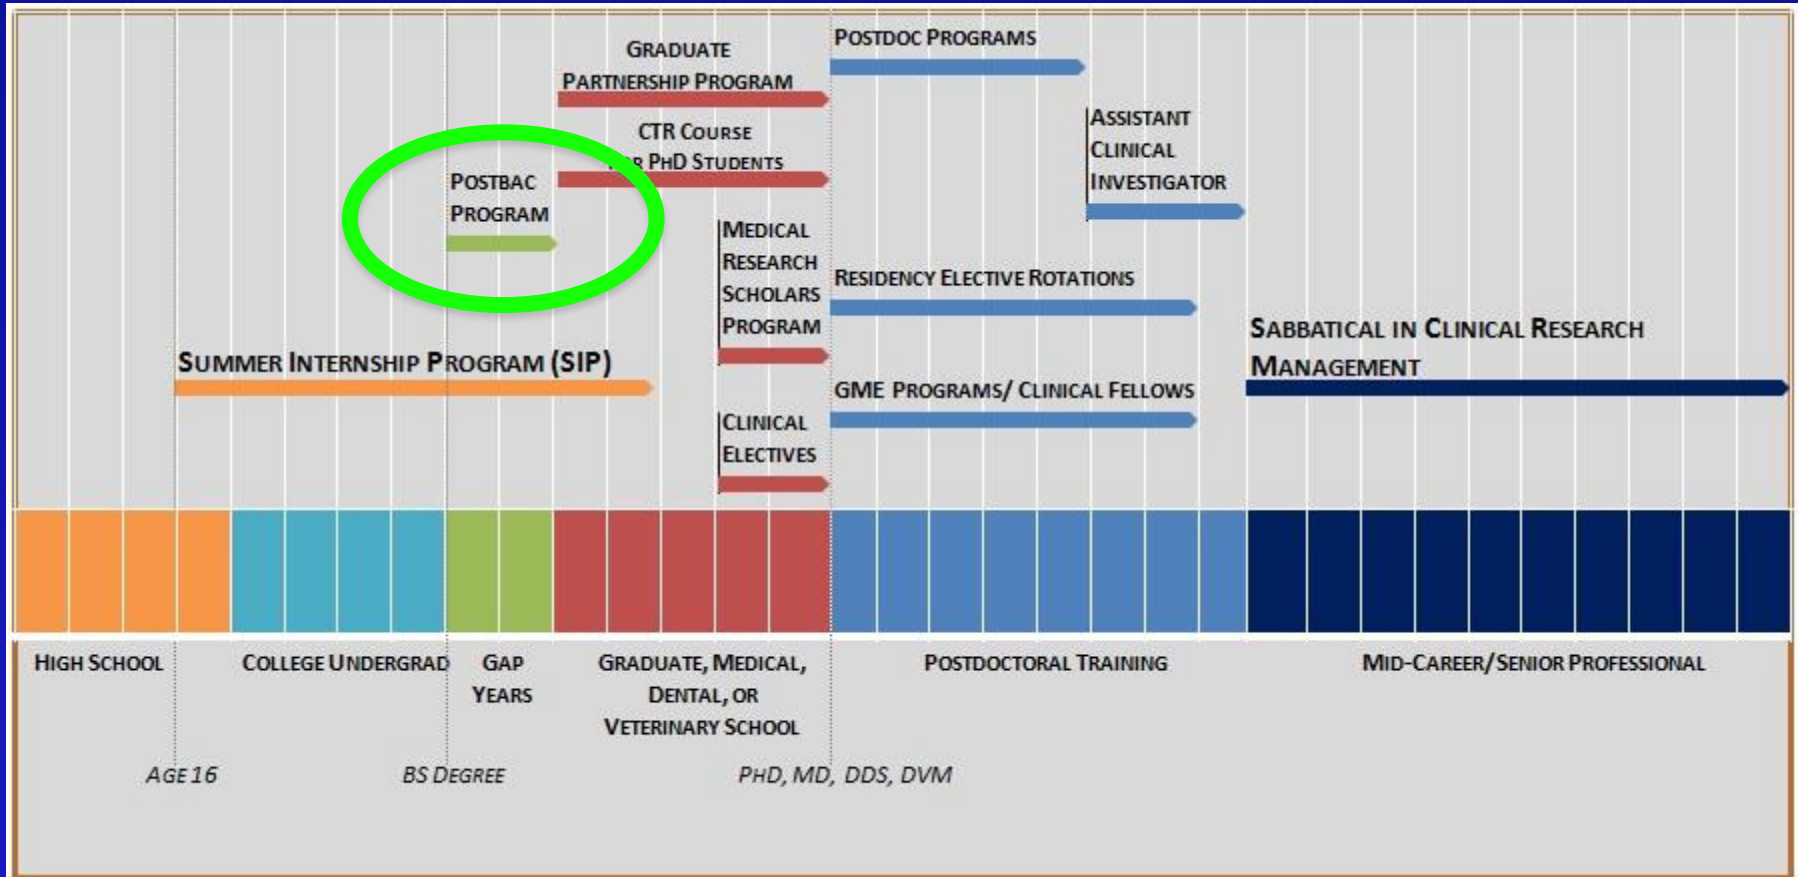 POSTDOC PROGRAMS
GRADUATE
PARTNERSHIP PROGRAM
CTR COURSE
PHD STUDENTS
ASSISTANT
CLINICAL
INVESTIGATOR
POSTBAC
PROGRAM
MEDICAL
RESEARCH
SCHOLARS
PROGRAM
RESIDENCY ELECTIVE ROTATIONS
SABBATICAL IN CLINICAL RESEARCH
MANAGEMENT
SUMMER INTERNSHIP PROGRAM (SIP)
GME PROGRAMS/ CLINICAL FELLOWS
CLINICAL
ELECTIVES
HIGH SCHOOL
COLLEGE UNDERGRAD
GAP
YEARS
GRADUATE, MEDICAL,
DENTAL, OR
VETERINARY SCHOOL
POSTDOCTORAL TRAINING
MID-CAREER/SENIOR PROFESSIONAL
AGE 16
BS DEGREE
PHD, MD, DDS, DVM